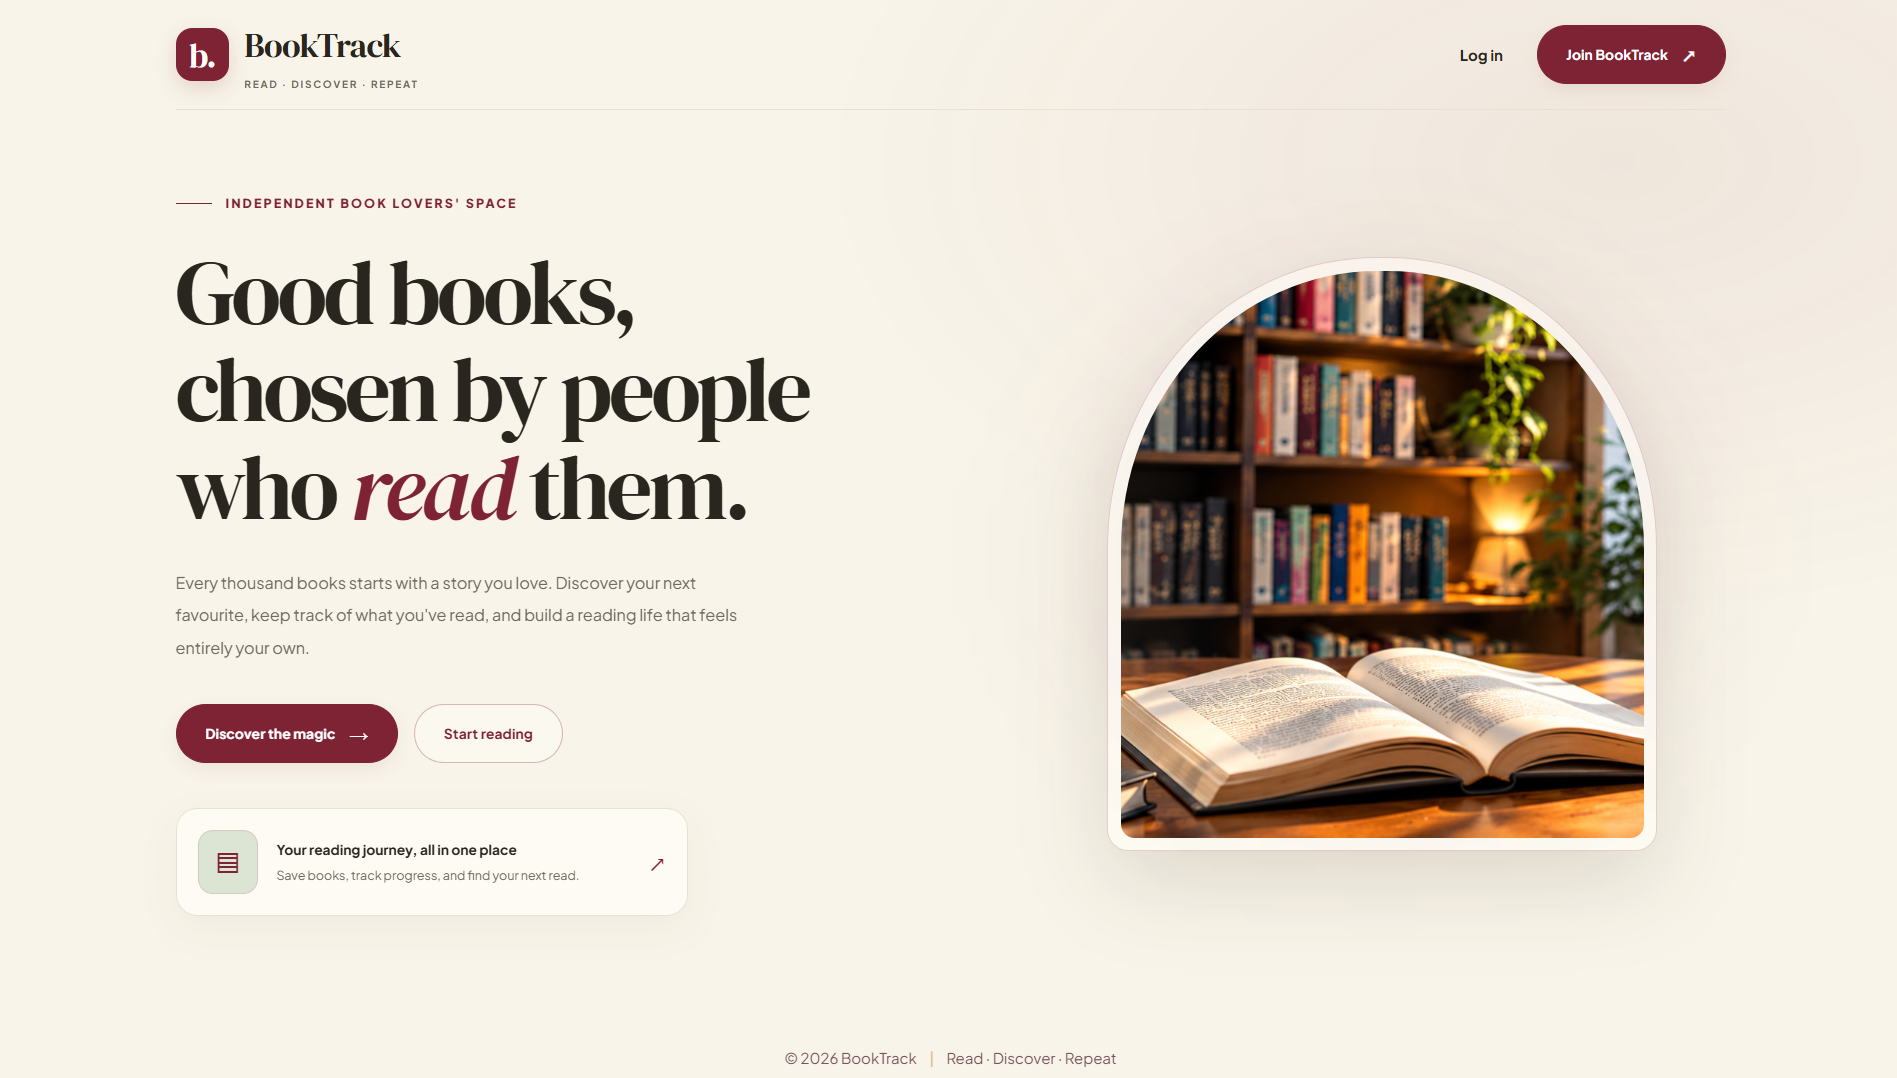 b.
BookTrack
READ · DISCOVER · REPEAT
Log in
Join BookTrack ↗
INDEPENDENT BOOK LOVERS' SPACE
Good books,
chosen by people
who read them.
Every thousand books starts with a story you love. Discover your next
favourite, keep track of what you've read, and build a reading life that feels
entirely your own.
Discover the magic →
Start reading
Your reading journey, all in one place
Save books, track progress, and find your next read.
↗
© 2026 BookTrack | Read · Discover · Repeat